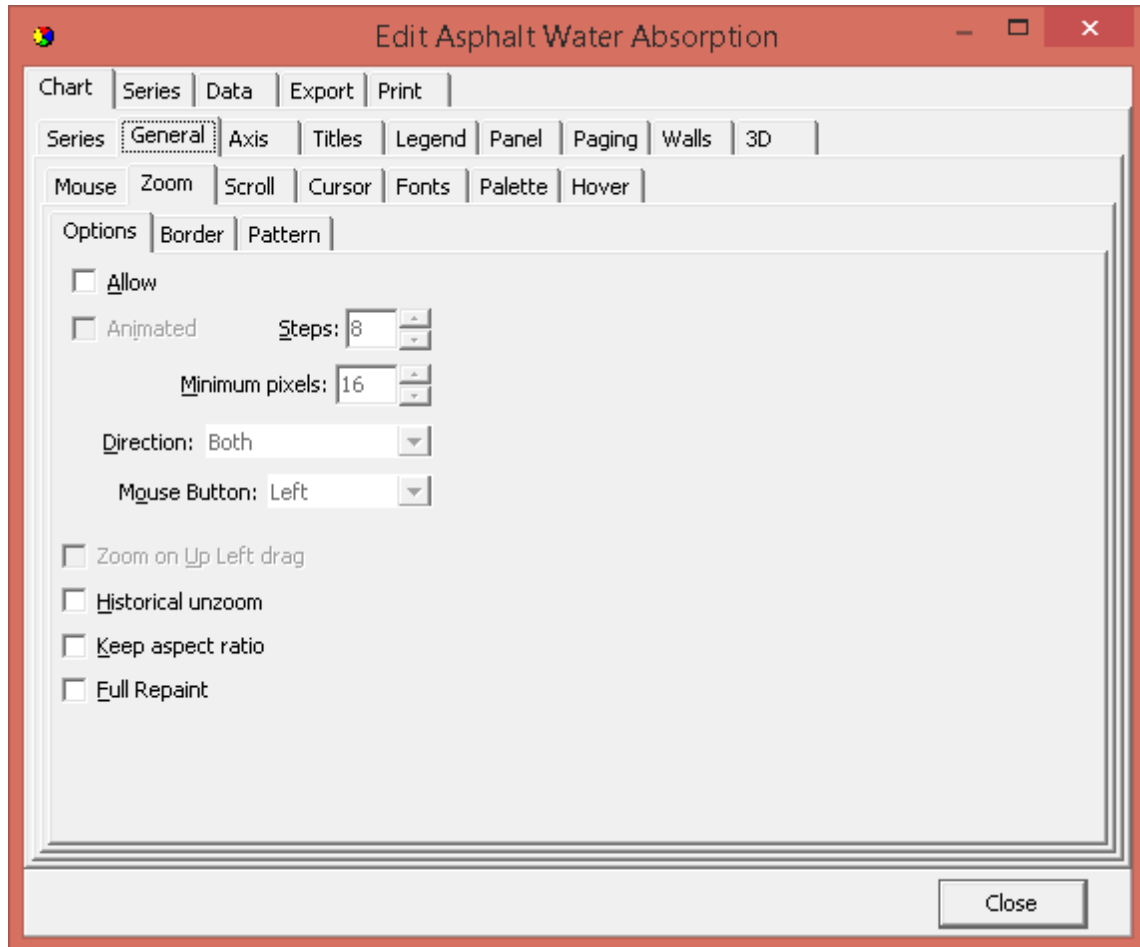 Edit Asphalt Water Absorption
Chart Series Data Export Print
Series General Axis Titles Legend Panel Paging Walls 3D
Mouse Zoom Scroll Cursor Fonts Palette Hover
Options Border Pattern
Allow
Animated Steps: 8
Minimum pixels: 16
Direction: Both
Mouse Button: Left
Zoom on Up Left drag
Historical unzoom
Keep aspect ratio
Full Repaint
Close